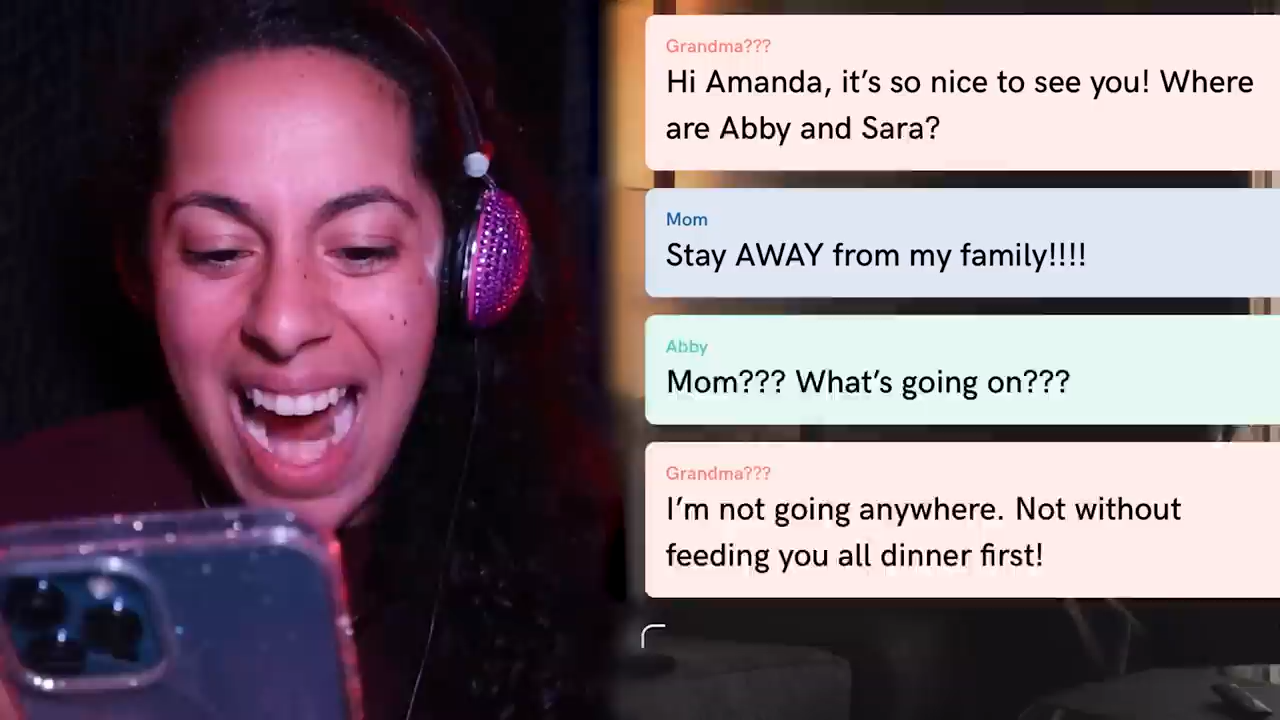 Grandma???
Hi Amanda, it's so nice to see you! Where
are Abby and Sara?
Mom
Stay AWAY from my family!!!!
Abby
Mom??? What's going on???
Grandma???
I'm not going anywhere. Not without
feeding you all dinner first!